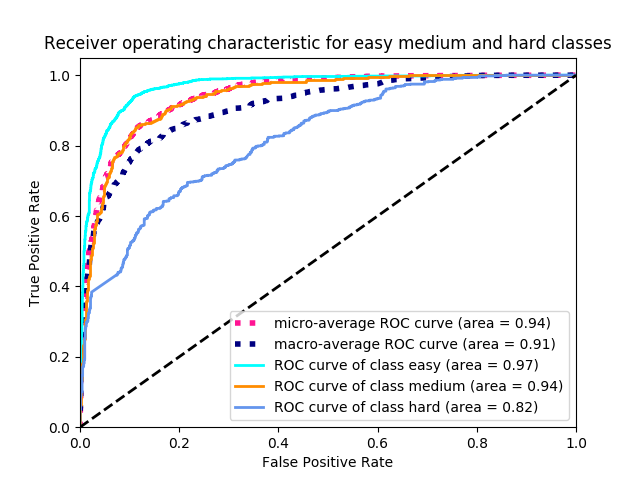 Receiver operating characteristic for easy medium and hard classes
1.0
0.8
0.6
0.4
0.2
0.0
True Positive Rate
micro-average ROC curve (area = 0.94)
macro-average ROC curve (area = 0.91)
ROC curve of class easy (area = 0.97)
ROC curve of class medium (area = 0.94)
ROC curve of class hard (area = 0.82)
0.0 0.2 0.4 0.6 0.8 1.0
False Positive Rate